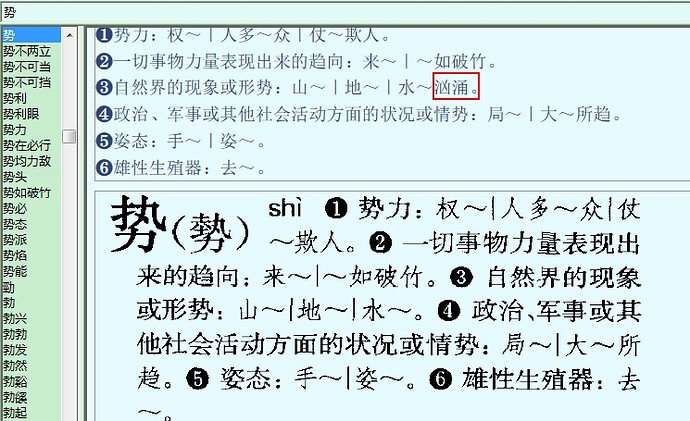 势
势
势不两立
势不可当
势不可挡
势利
势利眼
势力
势在必行
势均力敌
势头
势如破竹
势必
势态
势派
势焰
势能
勁
勃
勃兴
勃勃
勃发
勃然
勃谿
勃豀
勃起
❶势力：权～｜人多～众｜仗～欺人。
❷一切事物力量表现出来的趋向：来～｜～如破竹。
❸自然界的现象或形势：山～｜地～｜水～汹涌。
❹政治、军事或其他社会活动方面的状况或情势：局～｜大～所趋。
❺姿态：手～｜姿～。
❻雄性生殖器：去～。
势（勢） shì ❶ 势力：权～｜人多～众｜仗
～欺人。❷ 一切事物力量表现出
来的趋向：来～｜～如破竹。❸ 自然界的现象
或形势：山～｜地～｜水～。❹ 政治、军事或其
他社会活动方面的状况或情势：局～｜大～所
趋。❺ 姿态：手～｜姿～。❻ 雄性生殖器：去
～。